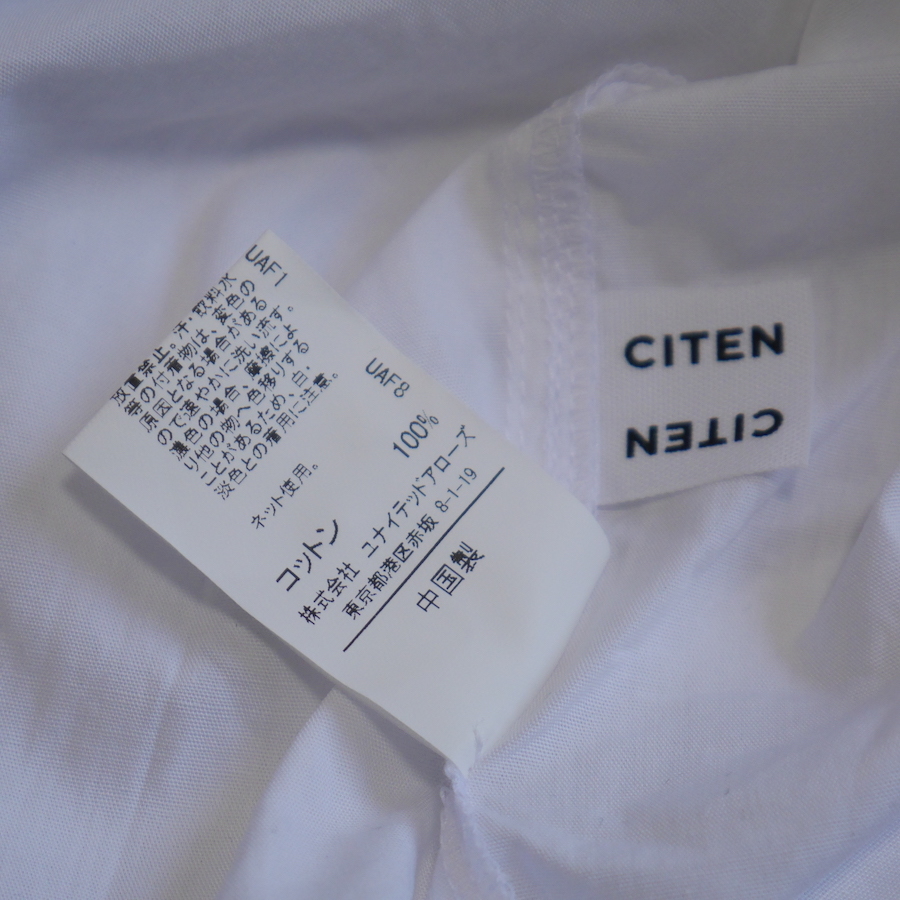 UAF1
放置禁止。汗・飲料水
等の付着物は、変色の
原因となる場合がある
ので速やかに洗い流す。
の濃色の場合、摩擦によ
り他の物へ色移りする
ことがあるため、白・
淡色との着用に注意。
UAF8
ネット使用。
コットン 100%
株式会社 ユナイテッドアローズ
東京都港区赤坂 8-1-19
中国製
CITEN
CITEN